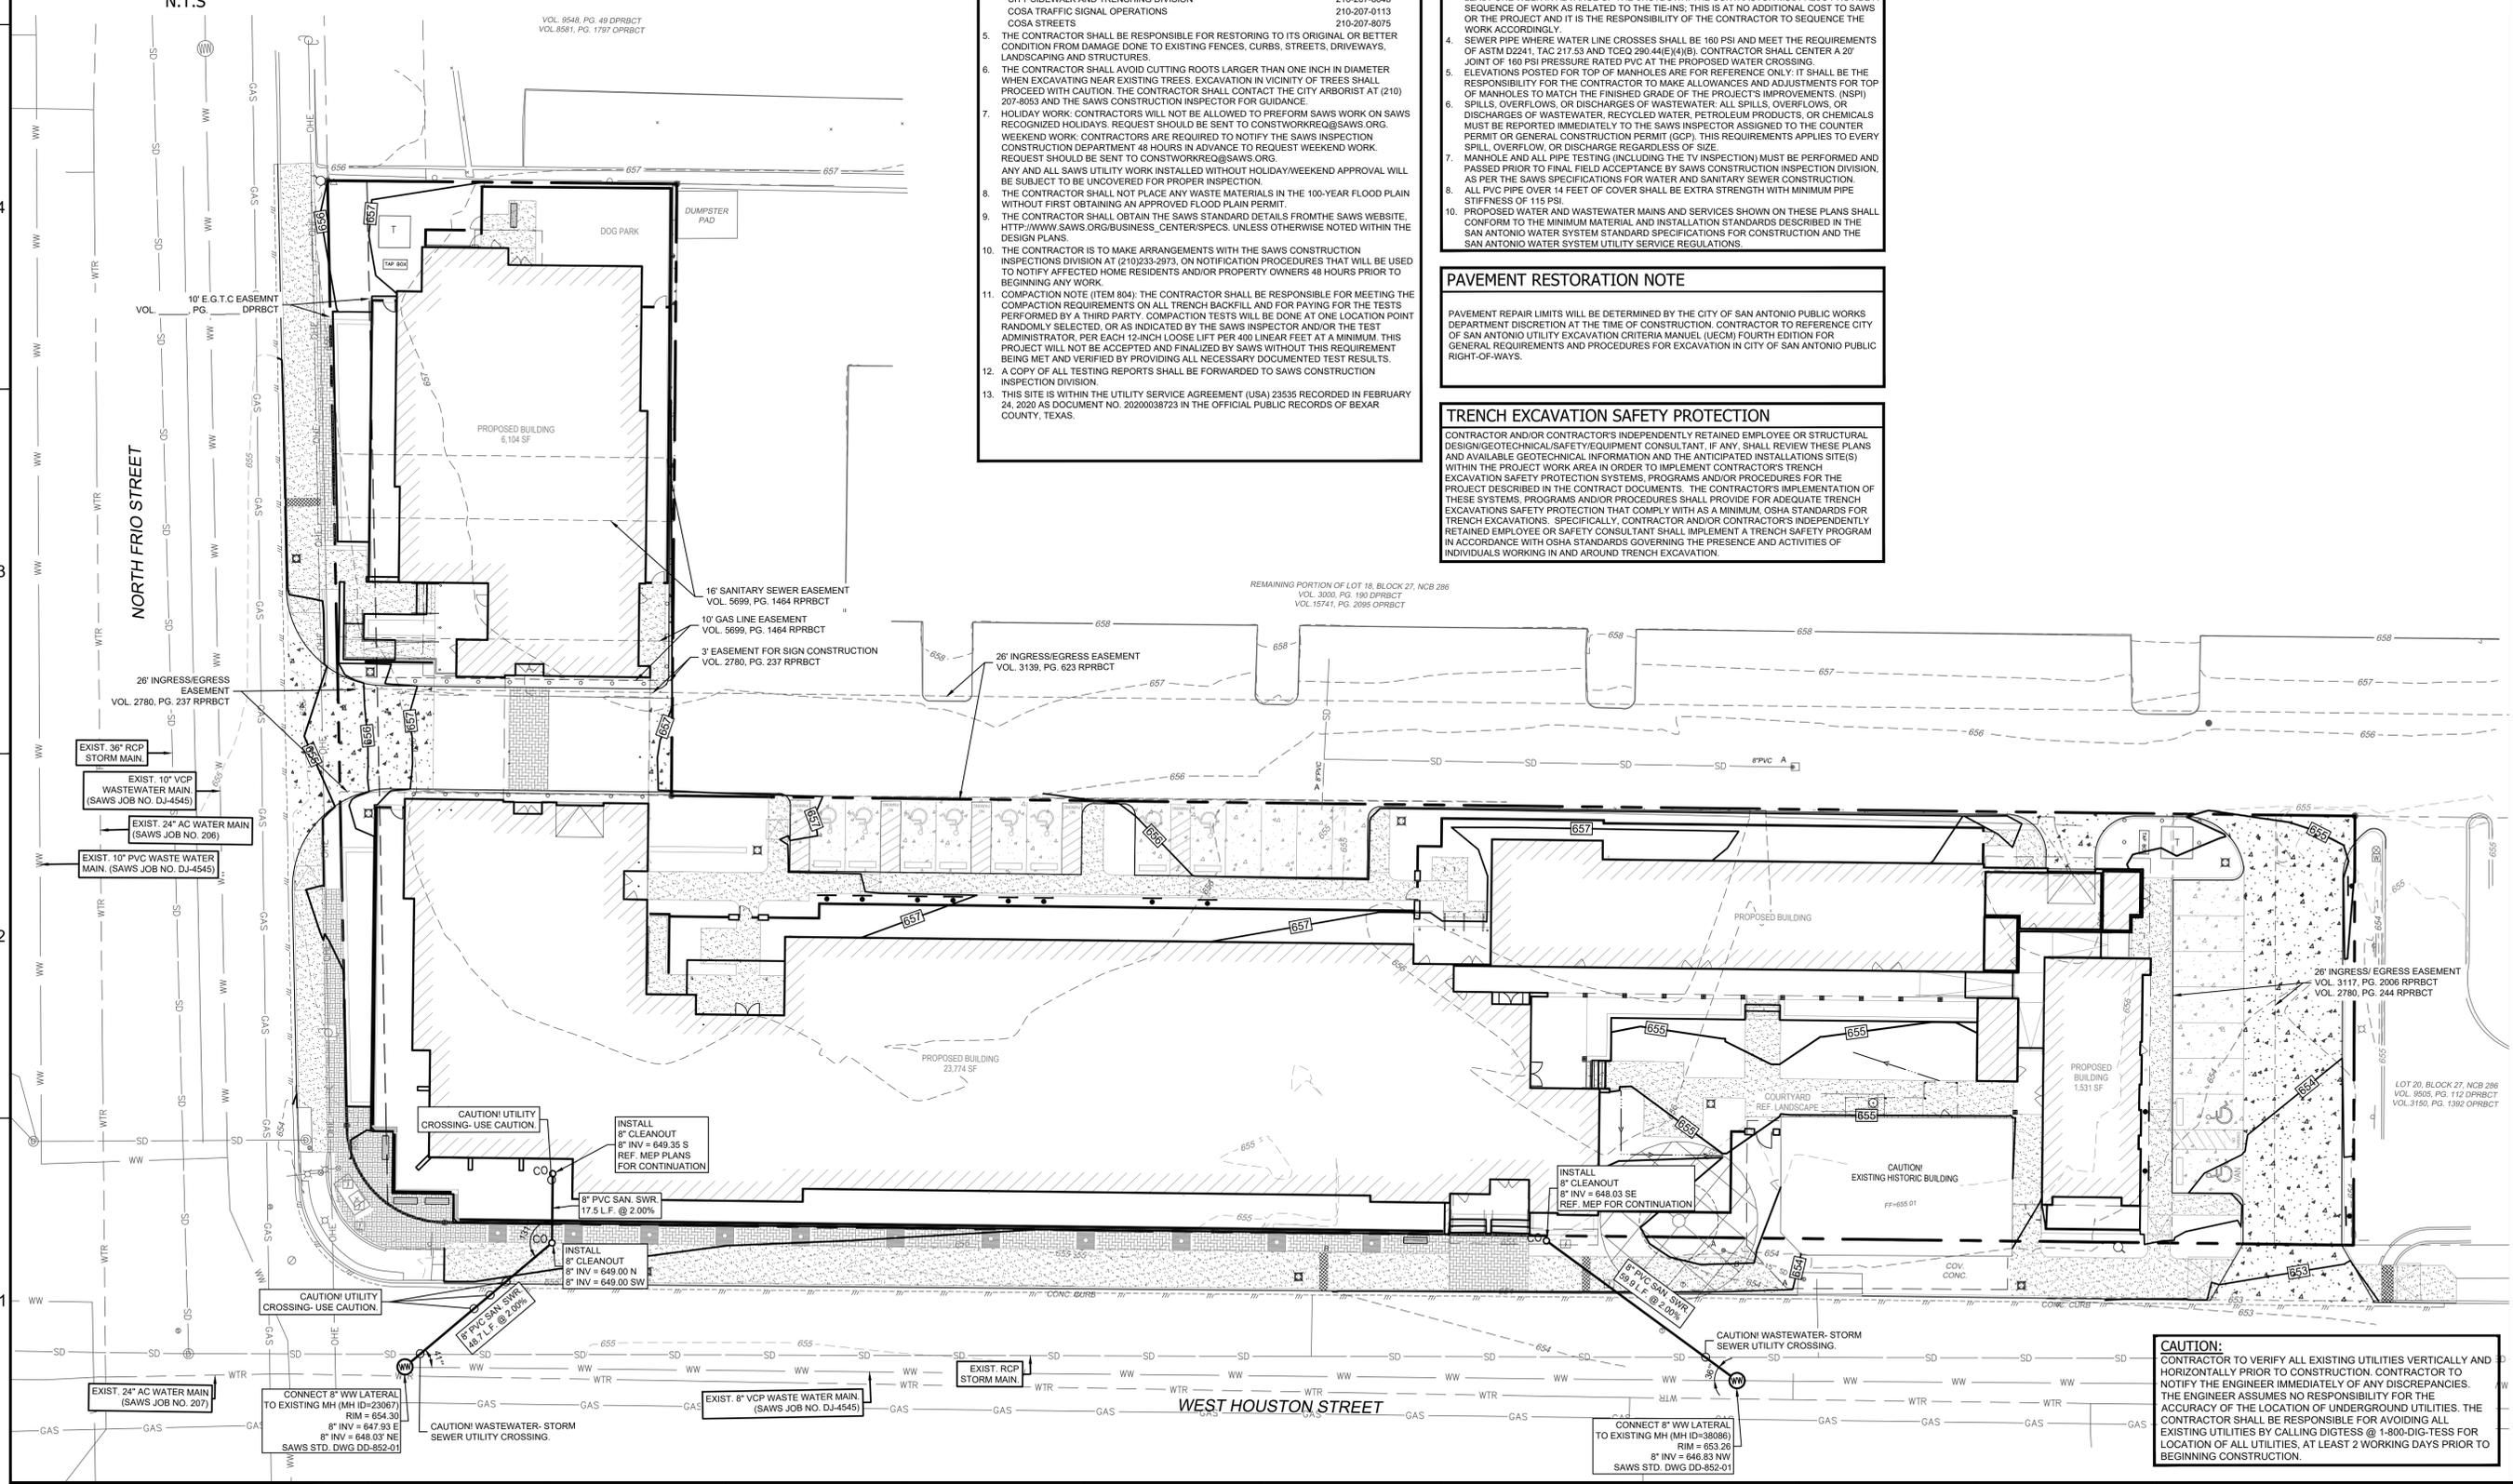 N.T.S
VOL. 9548, PG. 49 DPRBCT
VOL.8581, PG. 1797 OPRBCT
COSA TRAFFIC SIGNAL OPERATIONS 210-207-0113
COSA STREETS 210-207-8075
5. THE CONTRACTOR SHALL BE RESPONSIBLE FOR RESTORING TO ITS ORIGINAL OR BETTER
CONDITION FROM DAMAGE DONE TO EXISTING FENCES, CURBS, STREETS, DRIVEWAYS,
LANDSCAPING AND STRUCTURES.
6. THE CONTRACTOR SHALL AVOID CUTTING ROOTS LARGER THAN ONE INCH IN DIAMETER
WHEN EXCAVATING NEAR EXISTING TREES. EXCAVATION IN VICINITY OF TREES SHALL
PROCEED WITH CAUTION. THE CONTRACTOR SHALL CONTACT THE CITY ARBORIST AT (210)
207-8053 AND THE SAWS CONSTRUCTION INSPECTOR FOR GUIDANCE.
7. HOLIDAY WORK: CONTRACTORS WILL NOT BE ALLOWED TO PREFORM SAWS WORK ON SAWS
RECOGNIZED HOLIDAYS. REQUEST SHOULD BE SENT TO CONSTWORKREQ@SAWS.ORG.
WEEKEND WORK: CONTRACTORS ARE REQUIRED TO NOTIFY THE SAWS INSPECTION
CONSTRUCTION DEPARTMENT 48 HOURS IN ADVANCE TO REQUEST WEEKEND WORK.
REQUEST SHOULD BE SENT TO CONSTWORKREQ@SAWS.ORG.
ANY AND ALL SAWS UTILITY WORK INSTALLED WITHOUT HOLIDAY/WEEKEND APPROVAL WILL
BE SUBJECT TO BE UNCOVERED FOR PROPER INSPECTION.
8. THE CONTRACTOR SHALL NOT PLACE ANY WASTE MATERIALS IN THE 100-YEAR FLOOD PLAIN
WITHOUT FIRST OBTAINING AN APPROVED FLOOD PLAIN PERMIT.
9. THE CONTRACTOR SHALL OBTAIN THE SAWS STANDARD DETAILS FROMTHE SAWS WEBSITE,
HTTP://WWW.SAWS.ORG/BUSINESS_CENTER/SPECS. UNLESS OTHERWISE NOTED WITHIN THE
DESIGN PLANS.
10. THE CONTRACTOR IS TO MAKE ARRANGEMENTS WITH THE SAWS CONSTRUCTION
INSPECTIONS DIVISION AT (210)233-2973, ON NOTIFICATION PROCEDURES THAT WILL BE USED
TO NOTIFY AFFECTED HOME RESIDENTS AND/OR PROPERTY OWNERS 48 HOURS PRIOR TO
BEGINNING ANY WORK.
11. COMPACTION NOTE (ITEM 804): THE CONTRACTOR SHALL BE RESPONSIBLE FOR MEETING THE
COMPACTION REQUIREMENTS ON ALL TRENCH BACKFILL AND FOR PAYING FOR THE TESTS
PERFORMED BY A THIRD PARTY. COMPACTION TESTS WILL BE DONE AT ONE LOCATION POINT
RANDOMLY SELECTED, OR AS INDICATED BY THE SAWS INSPECTOR AND/OR THE TEST
ADMINISTRATOR, PER EACH 12-INCH LOOSE LIFT PER 400 LINEAR FEET AT A MINIMUM. THIS
PROJECT WILL NOT BE ACCEPTED AND FINALIZED BY SAWS WITHOUT THIS REQUIREMENT
BEING MET AND VERIFIED BY PROVIDING ALL NECESSARY DOCUMENTED TEST RESULTS.
12. A COPY OF ALL TESTING REPORTS SHALL BE FORWARDED TO SAWS CONSTRUCTION
INSPECTION DIVISION.
13. THIS SITE IS WITHIN THE UTILITY SERVICE AGREEMENT (USA) 23535 RECORDED IN FEBRUARY
24, 2020 AS DOCUMENT NO. 20200038723 IN THE OFFICIAL PUBLIC RECORDS OF BEXAR
COUNTY, TEXAS.
SEQUENCE OF WORK AS RELATED TO THE TIE-INS; THIS IS AT NO ADDITIONAL COST TO SAWS
OR THE PROJECT AND IT IS THE RESPONSIBILITY OF THE CONTRACTOR TO SEQUENCE THE
WORK ACCORDINGLY.
4. SEWER PIPE WHERE WATER LINE CROSSES SHALL BE 160 PSI AND MEET THE REQUIREMENTS
OF ASTM D2241, TAC 217.53 AND TCEQ 290.44(E)(4)(B). CONTRACTOR SHALL CENTER A 20'
JOINT OF 160 PSI PRESSURE RATED PVC AT THE PROPOSED WATER CROSSING.
5. ELEVATIONS POSTED FOR TOP OF MANHOLES ARE FOR REFERENCE ONLY: IT SHALL BE THE
RESPONSIBILITY FOR THE CONTRACTOR TO MAKE ALLOWANCES AND ADJUSTMENTS FOR TOP
OF MANHOLES TO MATCH THE FINISHED GRADE OF THE PROJECT'S IMPROVEMENTS. (NSPI)
6. SPILLS, OVERFLOWS, OR DISCHARGES OF WASTEWATER: ALL SPILLS, OVERFLOWS, OR
DISCHARGES OF WASTEWATER, RECYCLED WATER, PETROLEUM PRODUCTS, OR CHEMICALS
MUST BE REPORTED IMMEDIATELY TO THE SAWS INSPECTOR ASSIGNED TO THE COUNTER
PERMIT OR GENERAL CONSTRUCTION PERMIT (GCP). THIS REQUIREMENTS APPLIES TO EVERY
SPILL, OVERFLOW, OR DISCHARGE REGARDLESS OF SIZE.
7. MANHOLE AND ALL PIPE TESTING (INCLUDING THE TV INSPECTION) MUST BE PERFORMED AND
PASSED PRIOR TO FINAL FIELD ACCEPTANCE BY SAWS CONSTRUCTION INSPECTION DIVISION,
AS PER THE SAWS SPECIFICATIONS FOR WATER AND SANITARY SEWER CONSTRUCTION.
8. ALL PVC PIPE OVER 14 FEET OF COVER SHALL BE EXTRA STRENGTH WITH MINIMUM PIPE
STIFFNESS OF 115 PSI.
10. PROPOSED WATER AND WASTEWATER MAINS AND SERVICES SHOWN ON THESE PLANS SHALL
CONFORM TO THE MINIMUM MATERIAL AND INSTALLATION STANDARDS DESCRIBED IN THE
SAN ANTONIO WATER SYSTEM STANDARD SPECIFICATIONS FOR CONSTRUCTION AND THE
SAN ANTONIO WATER SYSTEM UTILITY SERVICE REGULATIONS.
PAVEMENT RESTORATION NOTE
PAVEMENT REPAIR LIMITS WILL BE DETERMINED BY THE CITY OF SAN ANTONIO PUBLIC WORKS
DEPARTMENT DISCRETION AT THE TIME OF CONSTRUCTION. CONTRACTOR TO REFERENCE CITY
OF SAN ANTONIO UTILITY EXCAVATION CRITERIA MANUEL (UECM) FOURTH EDITION FOR
GENERAL REQUIREMENTS AND PROCEDURES FOR EXCAVATION IN CITY OF SAN ANTONIO PUBLIC
RIGHT-OF-WAYS.
TRENCH EXCAVATION SAFETY PROTECTION
CONTRACTOR AND/OR CONTRACTOR'S INDEPENDENTLY RETAINED EMPLOYEE OR STRUCTURAL
DESIGN/GEOTECHNICAL/SAFETY/EQUIPMENT CONSULTANT, IF ANY, SHALL REVIEW THESE PLANS
AND AVAILABLE GEOTECHNICAL INFORMATION AND THE ANTICIPATED INSTALLATIONS SITE(S)
WITHIN THE PROJECT WORK AREA IN ORDER TO IMPLEMENT CONTRACTOR'S TRENCH
EXCAVATION SAFETY PROTECTION SYSTEMS, PROGRAMS AND/OR PROCEDURES FOR THE
PROJECT DESCRIBED IN THE CONTRACT DOCUMENTS. THE CONTRACTOR'S IMPLEMENTATION OF
THESE SYSTEMS, PROGRAMS AND/OR PROCEDURES SHALL PROVIDE FOR ADEQUATE TRENCH
EXCAVATIONS SAFETY PROTECTION THAT COMPLY WITH AS A MINIMUM, OSHA STANDARDS FOR
TRENCH EXCAVATIONS. SPECIFICALLY, CONTRACTOR AND/OR CONTRACTOR'S INDEPENDENTLY
RETAINED EMPLOYEE OR SAFETY CONSULTANT SHALL IMPLEMENT A TRENCH SAFETY PROGRAM
IN ACCORDANCE WITH OSHA STANDARDS GOVERNING THE PRESENCE AND ACTIVITIES OF
INDIVIDUALS WORKING IN AND AROUND TRENCH EXCAVATION.
4
3
2
1
656
657
657
657
DUMPSTER
PAD
DOG PARK
T
TAP BOX
10' E.G.T.C EASEMNT
VOL. ______, PG. ______ DPRBCT
NORTH FRIO STREET
PROPOSED BUILDING
6,104 SF
16' SANITARY SEWER EASEMENT
VOL. 5699, PG. 1464 RPRBCT
10' GAS LINE EASEMENT
VOL. 5699, PG. 1464 RPRBCT
3' EASEMENT FOR SIGN CONSTRUCTION
VOL. 2780, PG. 237 RPRBCT
26' INGRESS/EGRESS EASEMENT
VOL. 3139, PG. 623 RPRBCT
REMAINING PORTION OF LOT 18, BLOCK 27, NCB 286
VOL. 3000, PG. 190 DPRBCT
VOL.15741, PG. 2095 OPRBCT
26' INGRESS/EGRESS
EASEMENT
VOL. 2780, PG. 237 RPRBCT
EXIST. 36" RCP
STORM MAIN.
EXIST. 10" VCP
WASTEWATER MAIN.
(SAWS JOB NO. DJ-4545)
EXIST. 24" AC WATER MAIN
(SAWS JOB NO. 206)
EXIST. 10" PVC WASTE WATER
MAIN. (SAWS JOB NO. DJ-4545)
8"PVC
8"PVC
PROPOSED BUILDING
26' INGRESS/ EGRESS EASEMENT
VOL. 3117, PG. 2006 RPRBCT
VOL. 2780, PG. 244 RPRBCT
PROPOSED BUILDING
23,774 SF
PROPOSED
BUILDING
1,531 SF
COURTYARD
REF. LANDSCAPE
LOT 20, BLOCK 27, NCB 286
VOL. 9505, PG. 112 DPRBCT
VOL.3150, PG. 1392 OPRBCT
CAUTION! UTILITY
CROSSING- USE CAUTION.
INSTALL
8" CLEANOUT
8" INV = 649.35 S
REF. MEP PLANS
FOR CONTINUATION
CO
8" PVC SAN. SWR.
17.5 L.F. @ 2.00%
131°
CO
INSTALL
8" CLEANOUT
8" INV = 649.00 N
8" INV = 649.00 SW
CAUTION! UTILITY
CROSSING- USE CAUTION.
8" PVC SAN. SWR.
48.7 L.F. @ 2.00%
INSTALL
8" CLEANOUT
8" INV = 648.03 SE
REF. MEP FOR CONTINUATION
CAUTION!
EXISTING HISTORIC BUILDING
FF=655.01
8" PVC SAN. SWR.
59.9 L.F. @ 2.00%
COV.
CONC.
CONC. CURB
CONC. CURB
41°
EXIST. 24" AC WATER MAIN
(SAWS JOB NO. 207)
CONNECT 8" WW LATERAL
TO EXISTING MH (MH ID=23067)
RIM = 654.30
8" INV = 647.93 E
8" INV = 648.03' NE
SAWS STD. DWG DD-852-01
CAUTION! WASTEWATER- STORM
SEWER UTILITY CROSSING.
EXIST. 8" VCP WASTE WATER MAIN.
(SAWS JOB NO. DJ-4545)
EXIST. RCP
STORM MAIN.
WEST HOUSTON STREET
CAUTION! WASTEWATER- STORM
SEWER UTILITY CROSSING.
CONNECT 8" WW LATERAL
TO EXISTING MH (MH ID=38086)
RIM = 653.26
8" INV = 646.83 NW
SAWS STD. DWG DD-852-01
CAUTION:
CONTRACTOR TO VERIFY ALL EXISTING UTILITIES VERTICALLY AND
HORIZONTALLY PRIOR TO CONSTRUCTION. CONTRACTOR TO
NOTIFY THE ENGINEER IMMEDIATELY OF ANY DISCREPANCIES.
THE ENGINEER ASSUMES NO RESPONSIBILITY FOR THE
ACCURACY OF THE LOCATION OF UNDERGROUND UTILITIES. THE
CONTRACTOR SHALL BE RESPONSIBLE FOR AVOIDING ALL
EXISTING UTILITIES BY CALLING DIGTESS @ 1-800-DIG-TESS FOR
LOCATION OF ALL UTILITIES, AT LEAST 2 WORKING DAYS PRIOR TO
BEGINNING CONSTRUCTION.